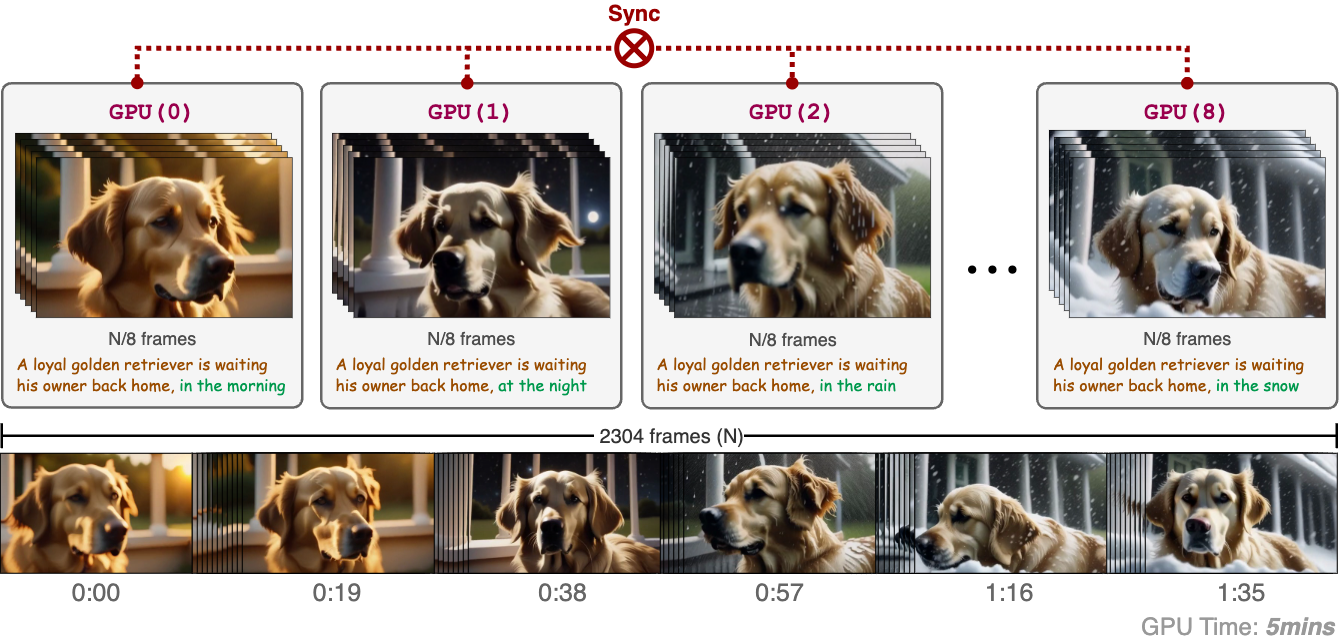 Sync
GPU(0)
GPU(1)
GPU(2)
GPU(8)
N/8 frames
N/8 frames
N/8 frames
N/8 frames
A loyal golden retriever is waiting
his owner back home, in the morning
A loyal golden retriever is waiting
his owner back home, at the night
A loyal golden retriever is waiting
his owner back home, in the rain
A loyal golden retriever is waiting
his owner back home, in the snow
2304 frames (N)
0:00
0:19
0:38
0:57
1:16
1:35
GPU Time: 5mins